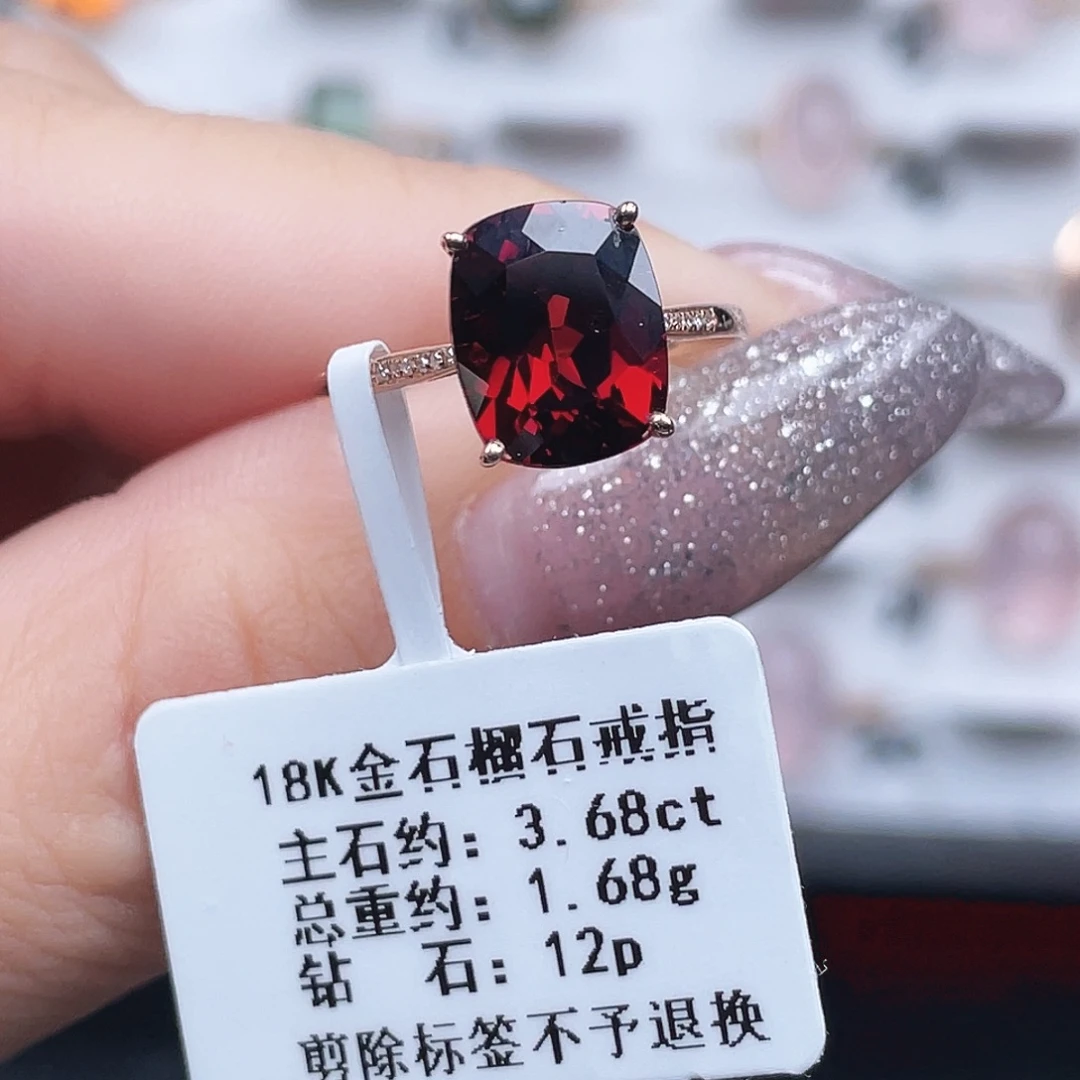 18K金石榴石戒指
主石约：3.68ct
总重约：1.68g
钻 石：12p
剪除标签不予退换